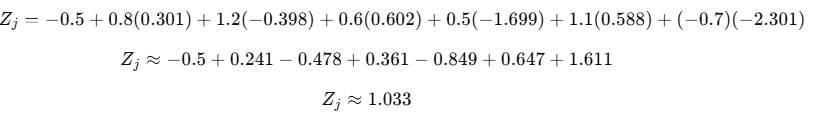 Z_j = −0.5 + 0.8(0.301) + 1.2(−0.398) + 0.6(0.602) + 0.5(−1.699) + 1.1(0.588) + (−0.7)(−2.301)
Z_j ≈ −0.5 + 0.241 − 0.478 + 0.361 − 0.849 + 0.647 + 1.611
Z_j ≈ 1.033